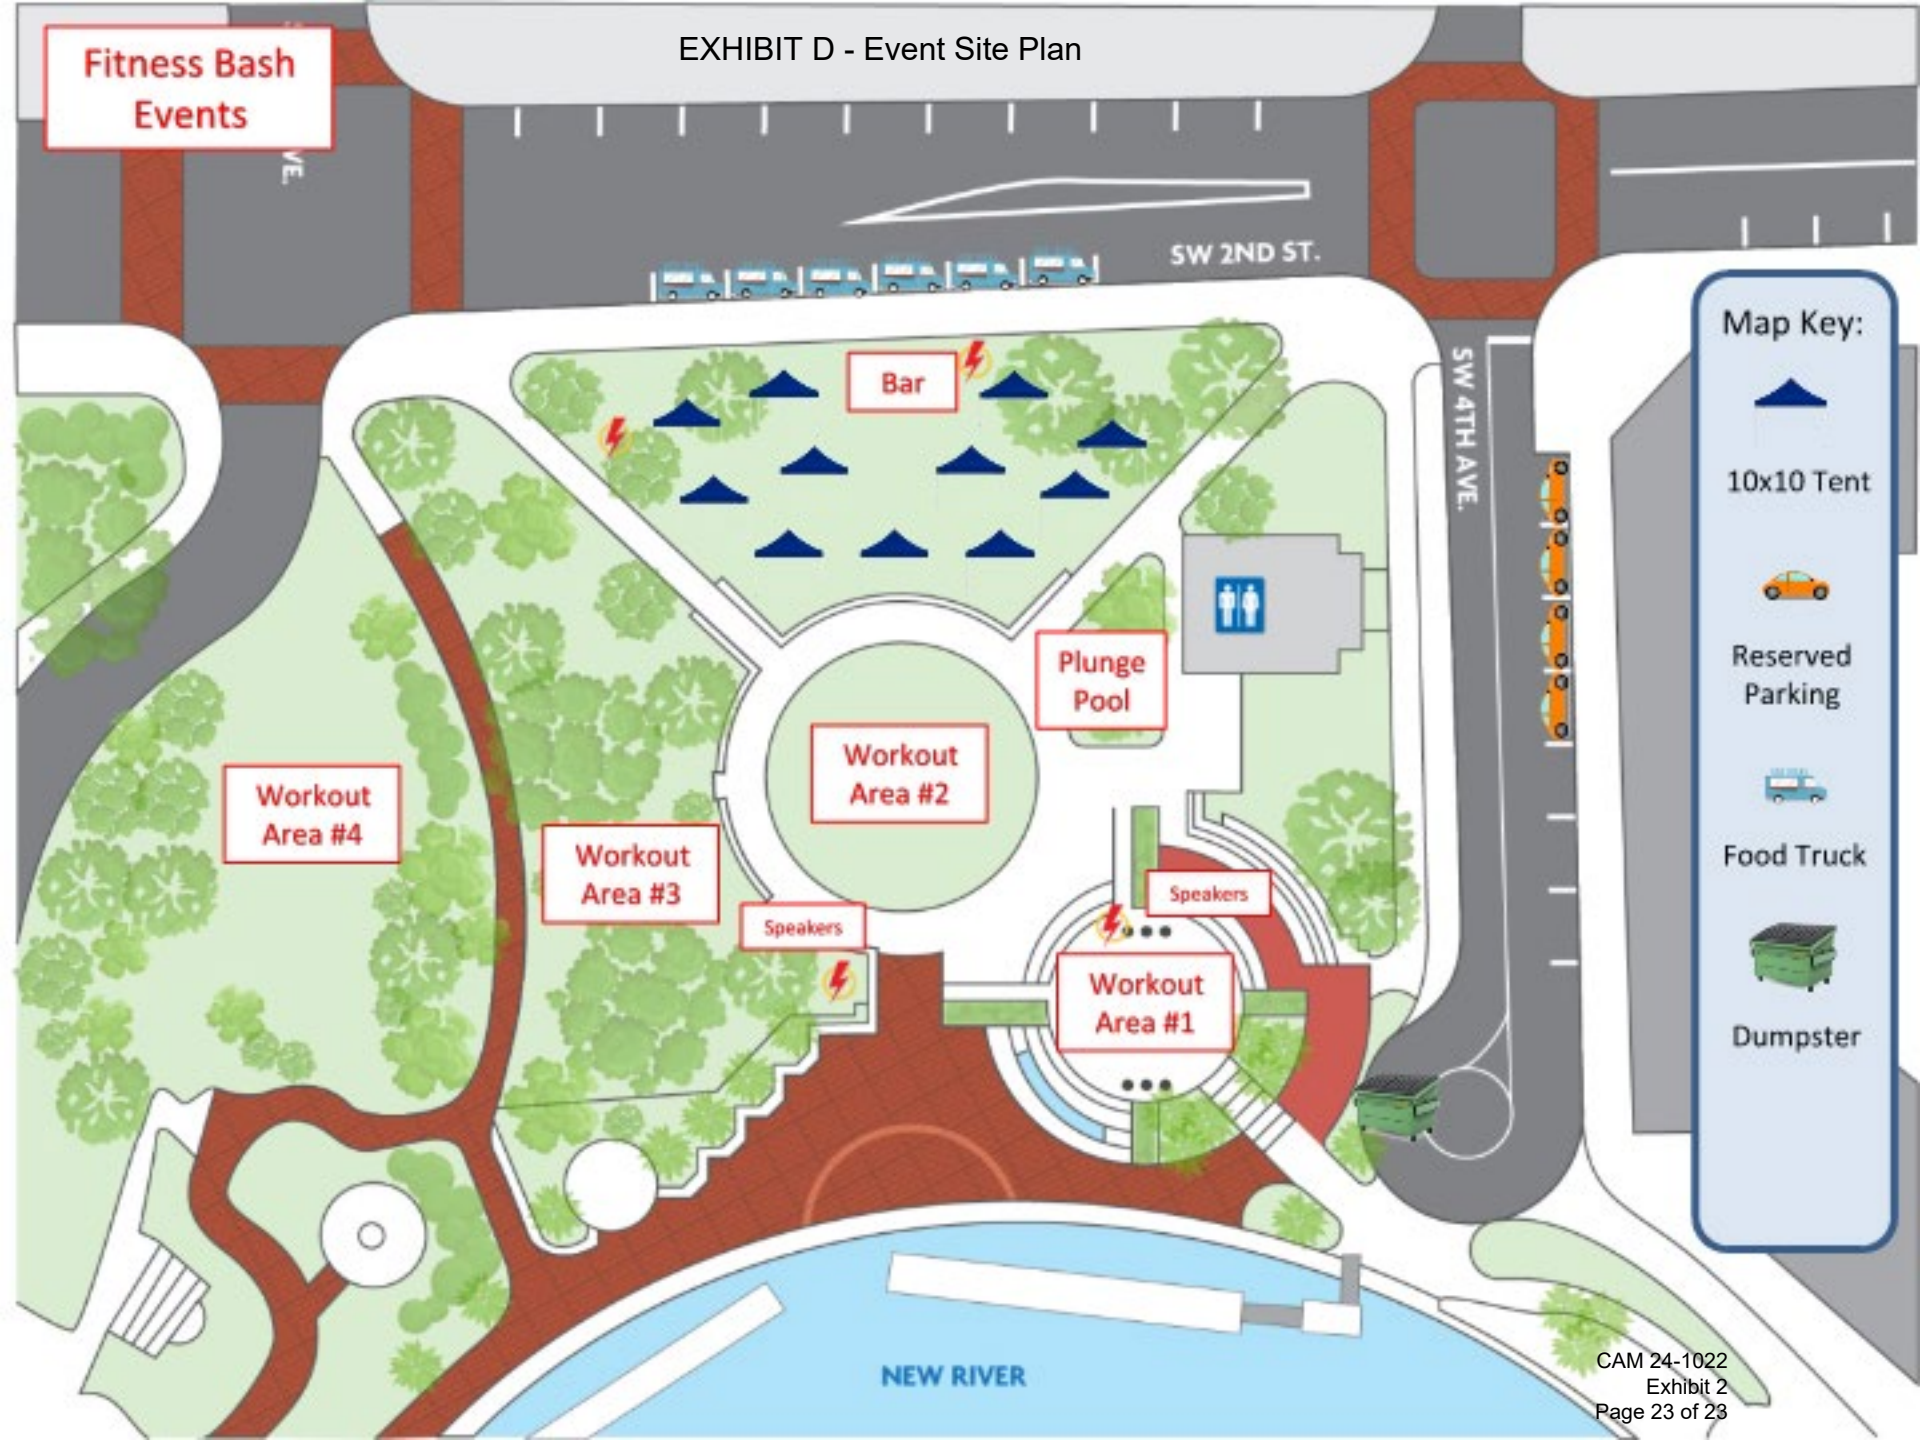 EXHIBIT D - Event Site Plan
Fitness Bash
Events
VE.
SW 2ND ST.
Map Key:
10x10 Tent
Reserved
Parking
Food Truck
Dumpster
SW 4TH AVE.
Bar
Plunge
Pool
Workout
Area #2
Workout
Area #4
Workout
Area #3
Speakers
Speakers
Workout
Area #1
NEW RIVER
CAM 24-1022
Exhibit 2
Page 23 of 23